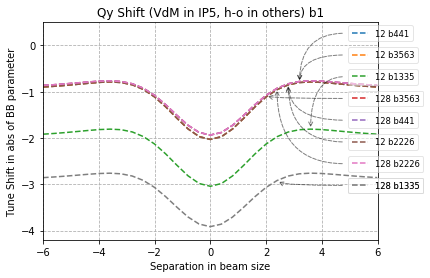 Qy Shift (VdM in IP5, h-o in others) b1
Tune Shift in abs of BB parameter
0
−1
−2
−3
−4
−6
−4
−2
0
2
4
6
Separation in beam size
12 b441
12 b3563
12 b1335
128 b3563
128 b441
12 b2226
128 b2226
128 b1335